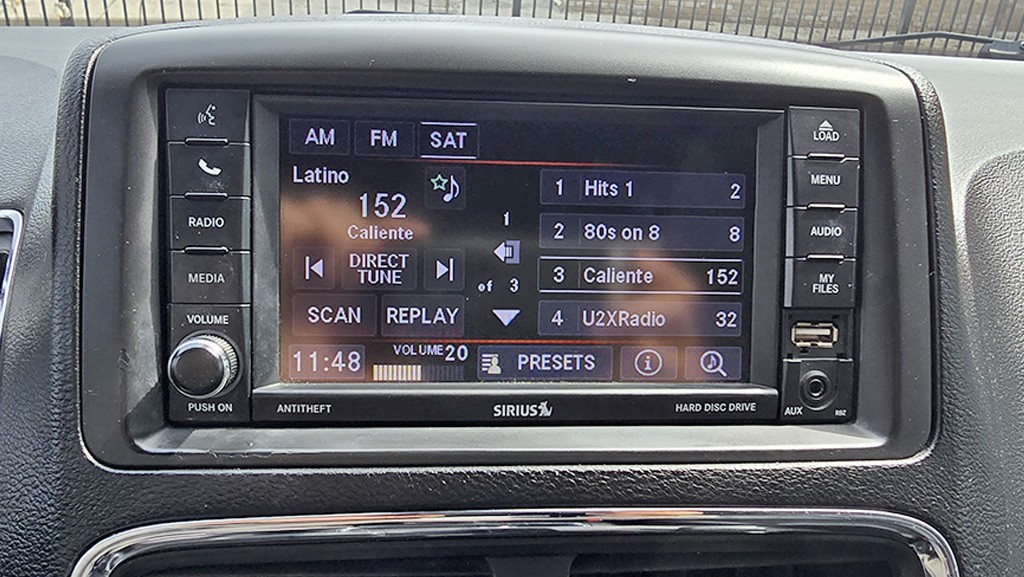 AM FM SAT
Latino
152
Caliente
DIRECT
TUNE
SCAN REPLAY
11:48 VOLUME 20 PRESETS
1
of 3
1 Hits 1 2
2 80s on 8 8
3 Caliente 152
4 U2XRadio 32
RADIO
MEDIA
VOLUME
PUSH ON
ANTITHEFT SIRIUS HARD DISC DRIVE
LOAD
MENU
AUDIO
MY
FILES
AUX RBZ